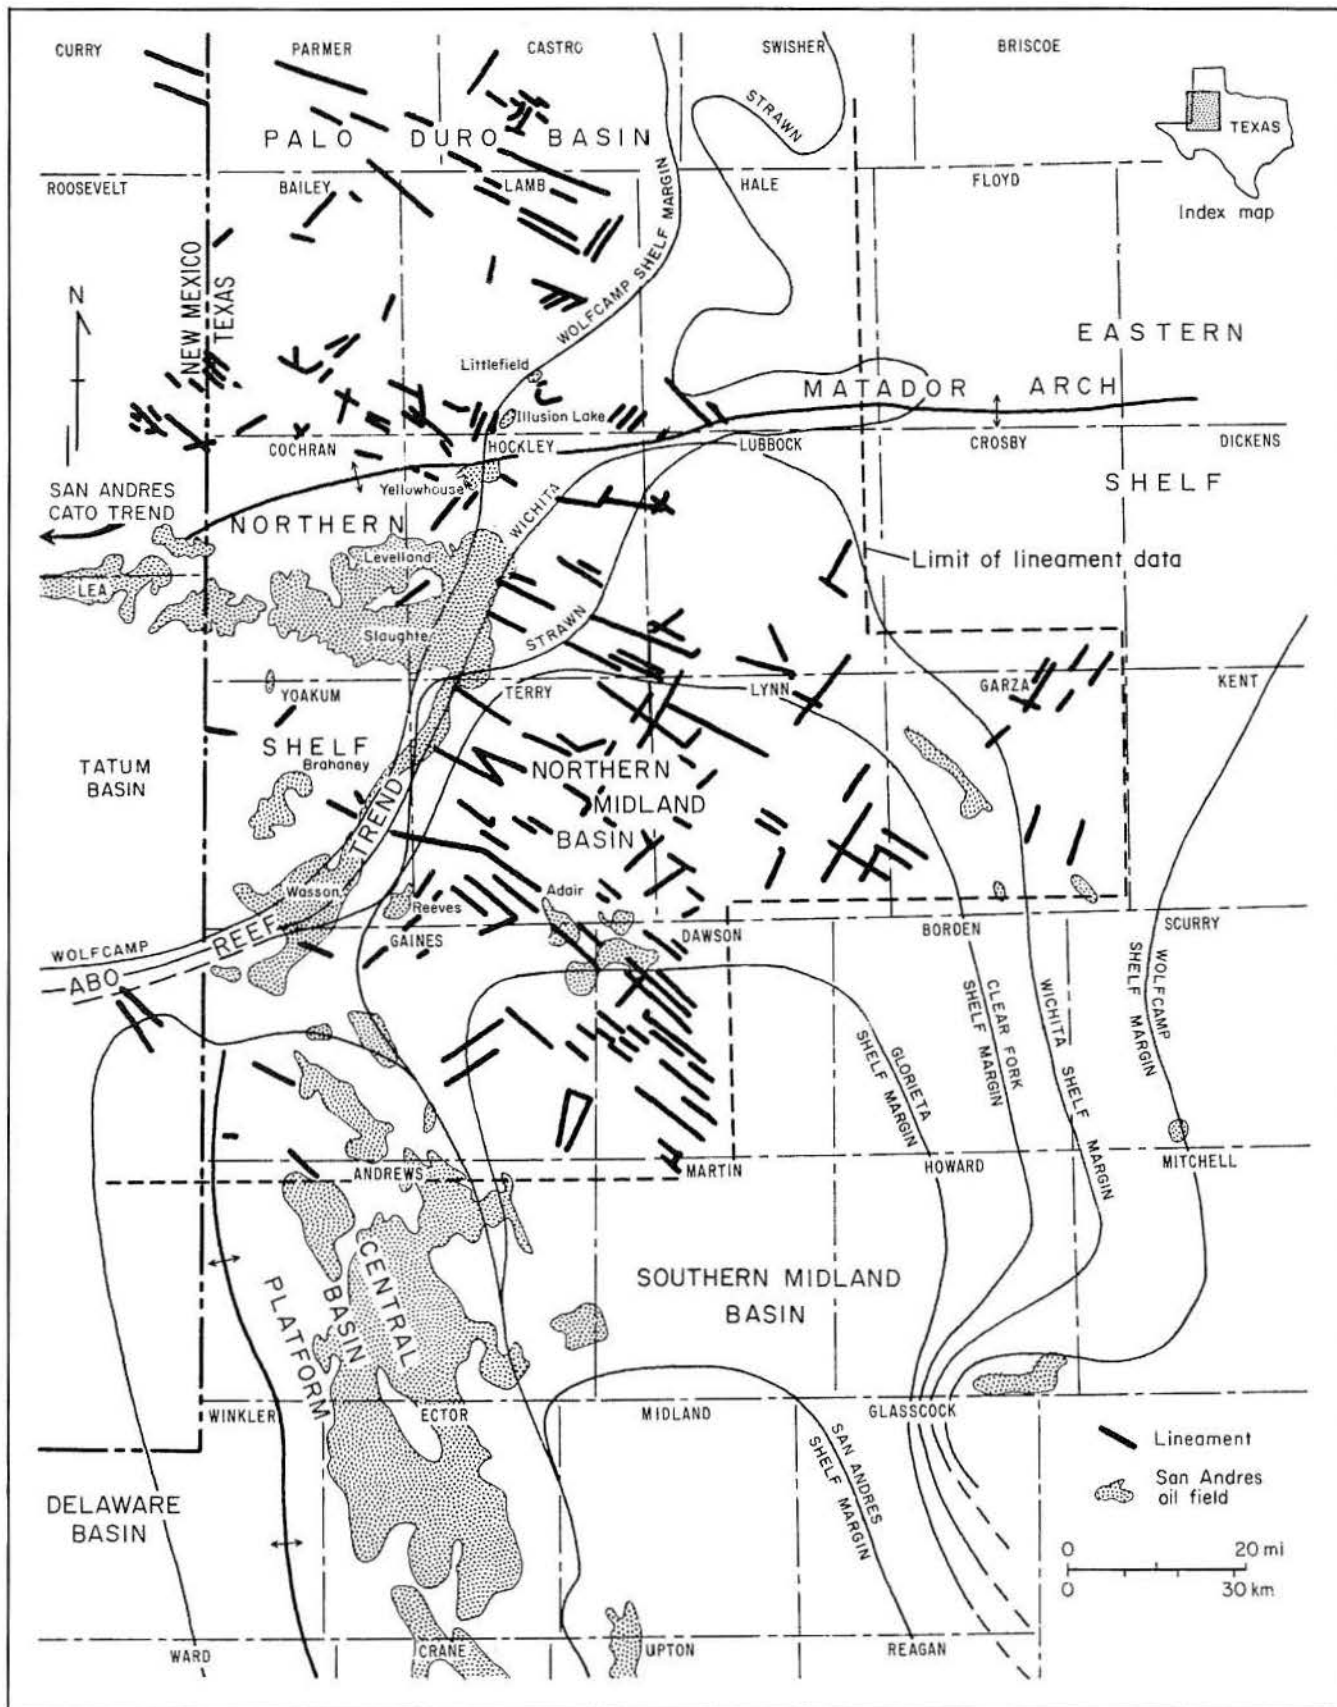 CURRY
PARMER
CASTRO
SWISHER
BRISCOE
STRAWN
TEXAS
Index map
PALO DURO BASIN
ROOSEVELT
BAILEY
LAMB
HALE
FLOYD
WOLFCAMP SHELF MARGIN
NEW MEXICO
TEXAS
N
EASTERN
Littlefield
MATADOR ARCH
Illusion Lake
COCHRAN
HOCKLEY
LUBBOCK
CROSBY
DICKENS
SAN ANDRES
CATO TREND
Yellowhouse
SHELF
NORTHERN
WICHITA
Levelland
Limit of lineament data
LEA
Slaughte
STRAWN
YOAKUM
TERRY
LYNN
GARZA
KENT
SHELF
Brahaney
TATUM
BASIN
NORTHERN
MIDLAND
BASIN
Wasson
Reeves
Adair
WOLFCAMP
ABO REEF TREND
GAINES
DAWSON
BORDEN
SCURRY
GLORIETA
SHELF MARGIN
CLEAR FORK
SHELF MARGIN
WICHITA SHELF MARGIN
WOLFCAMP
SHELF MARGIN
ANDREWS
MARTIN
HOWARD
MITCHELL
CENTRAL
BASIN
PLATFORM
SOUTHERN MIDLAND
BASIN
WINKLER
ECTOR
MIDLAND
GLASSCOCK
SAN ANDRES
SHELF MARGIN
Lineament
San Andres
oil field
DELAWARE
BASIN
0 20 mi
0 30 km
WARD
CRANE
UPTON
REAGAN